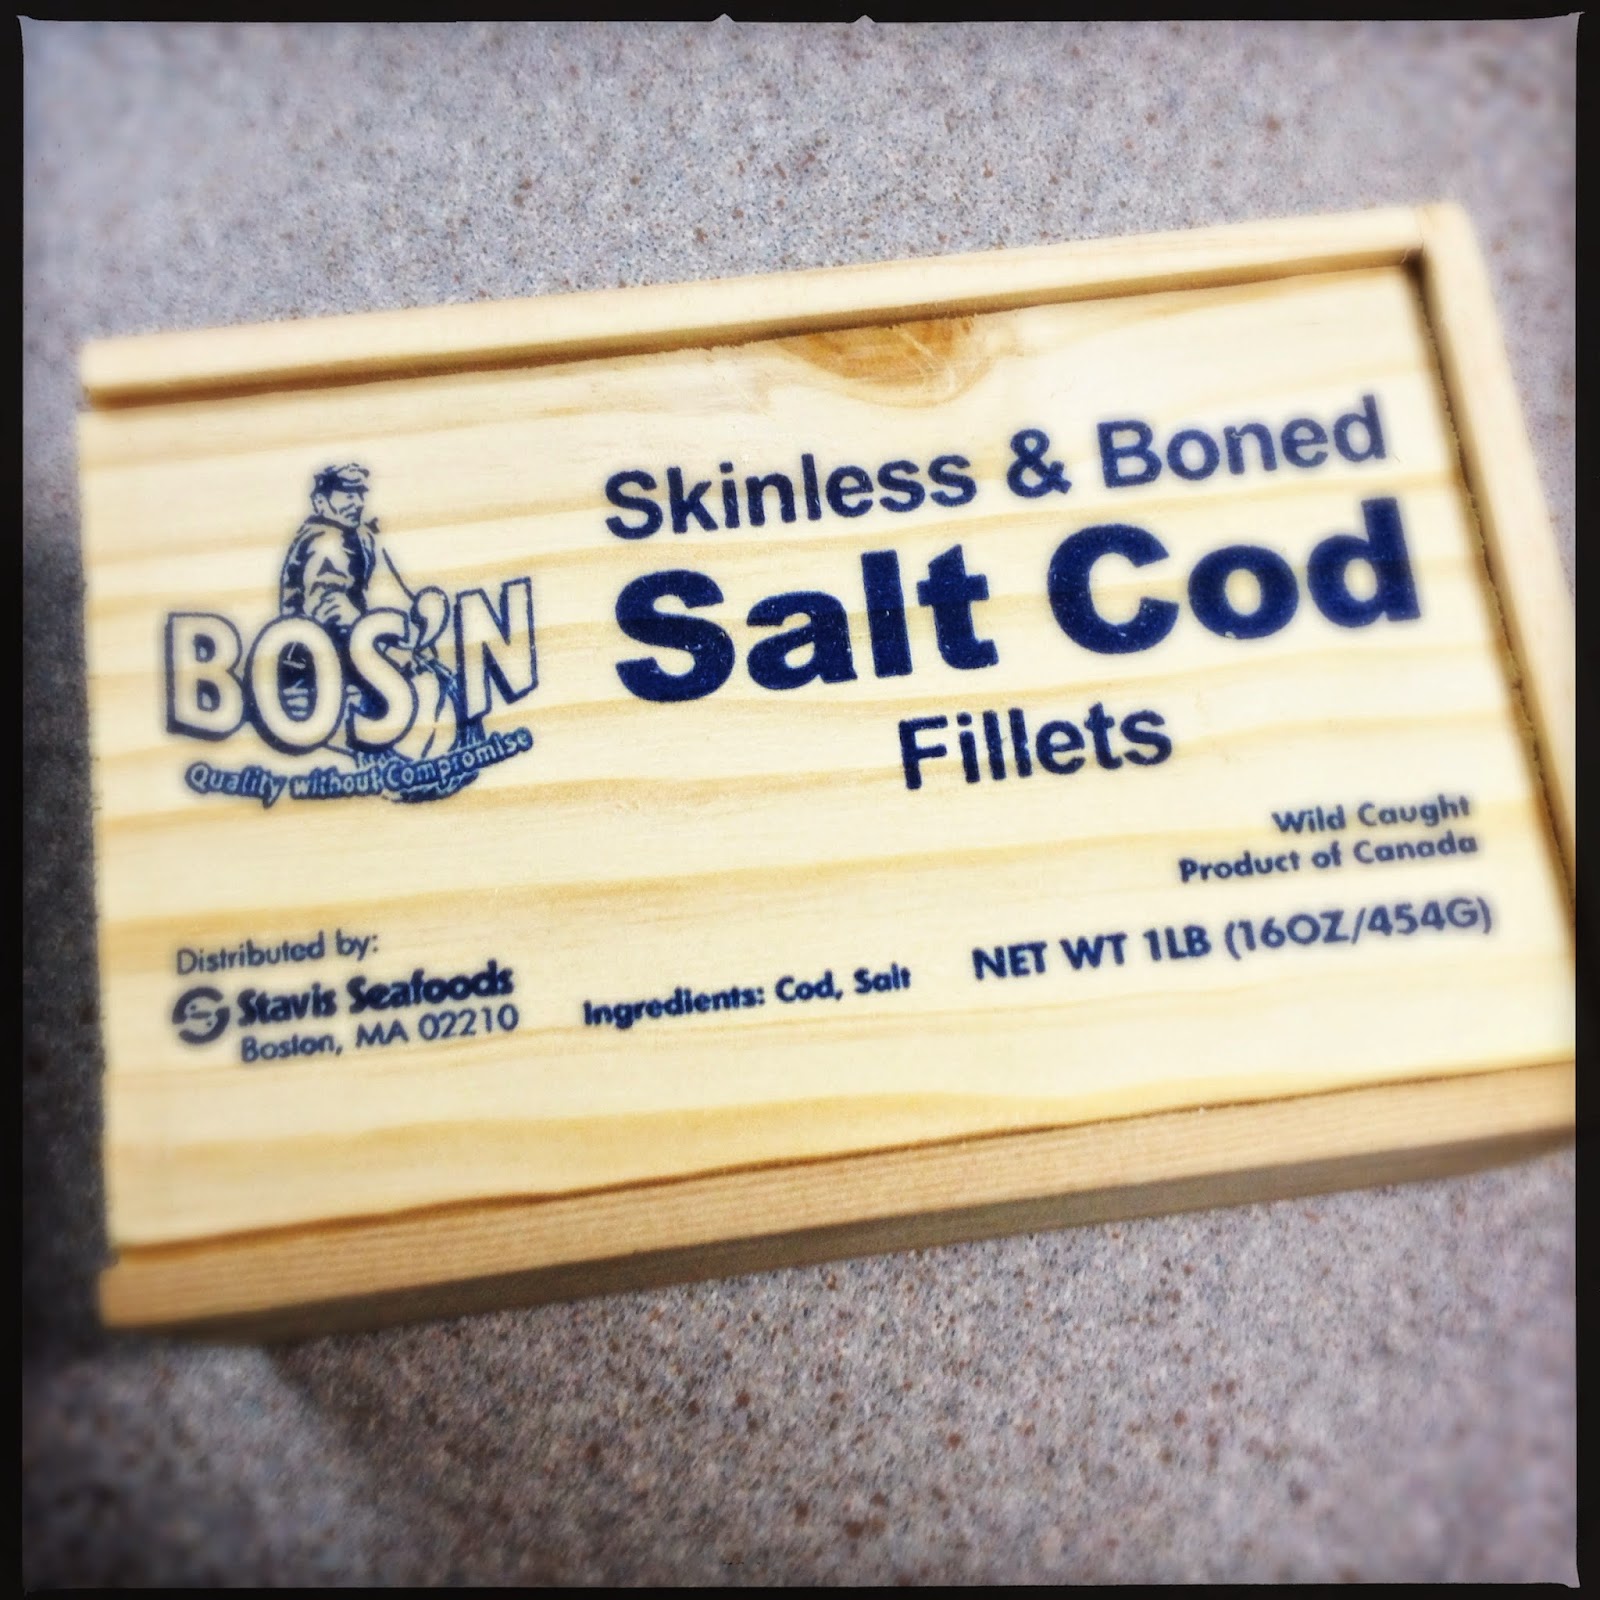 BOS'N
Quality without Compromise
Skinless & Boned
Salt Cod
Fillets
Wild Caught
Product of Canada
Distributed by:
Stavis Seafoods
Boston, MA 02210
Ingredients: Cod, Salt
NET WT 1LB (16OZ/454G)